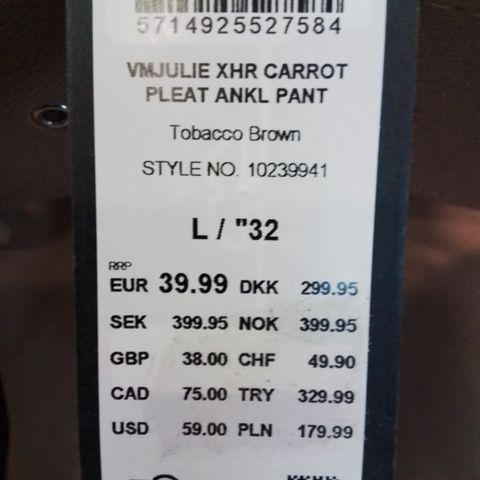 5714925527584
VMJULIE XHR CARROT
PLEAT ANKL PANT
Tobacco Brown
STYLE NO. 10239941
L / "32
RRP
EUR 39.99 DKK 299.95
SEK 399.95 NOK 399.95
GBP 38.00 CHF 49.90
CAD 75.00 TRY 329.99
USD 59.00 PLN 179.99